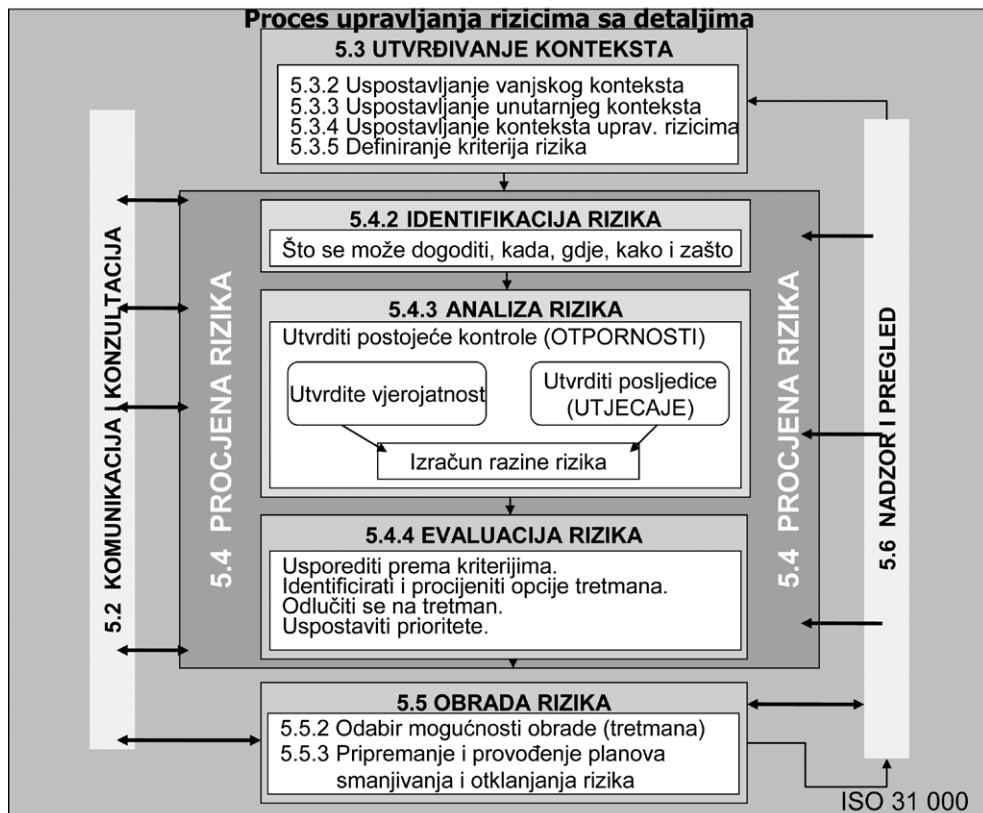 Proces upravljanja rizicima sa detaljima
5.3 UTVRĐIVANJE KONTEKSTA
5.3.2 Uspostavljanje vanjskog konteksta
5.3.3 Uspostavljanje unutarnjeg konteksta
5.3.4 Uspostavljanje konteksta uprav. rizicima
5.3.5 Definiranje kriterija rizika
5.2 KOMUNIKACIJA I KONZULTACIJA
5.4 PROCJENA RIZIKA
5.4.2 IDENTIFIKACIJA RIZIKA
Što se može dogoditi, kada, gdje, kako i zašto
5.4.3 ANALIZA RIZIKA
Utvrditi postojeće kontrole (OTPORNOSTI)
Utvrdite vjerojatnost
Utvrditi posljedice
(UTJECAJE)
Izračun razine rizika
5.4.4 EVALUACIJA RIZIKA
Usporediti prema kriterijima.
Identificirati i procijeniti opcije tretmana.
Odlučiti se na tretman.
Uspostaviti prioritete.
5.4 PROCJENA RIZIKA
5.6 NADZOR I PREGLED
5.5 OBRADA RIZIKA
5.5.2 Odabir mogućnosti obrade (tretmana)
5.5.3 Pripremanje i provođenje planova
smanjivanja i otklanjanja rizika
ISO 31 000